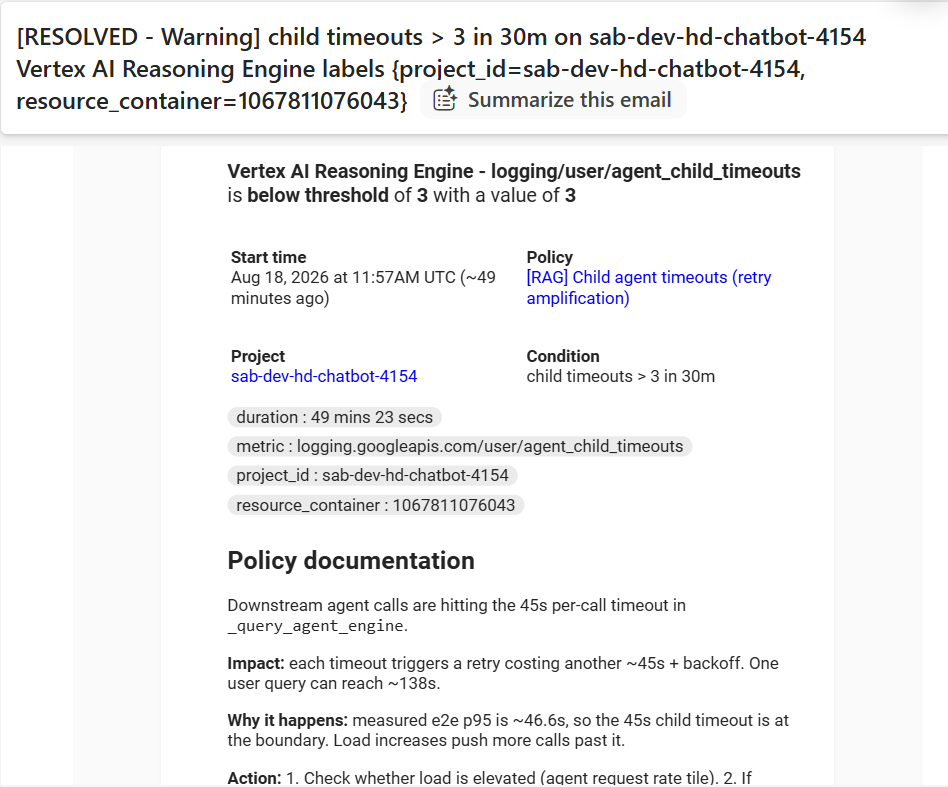 [RESOLVED - Warning] child timeouts > 3 in 30m on sab-dev-hd-chatbot-4154
Vertex AI Reasoning Engine labels {project_id=sab-dev-hd-chatbot-4154,
resource_container=1067811076043} Summarize this email
Vertex AI Reasoning Engine - logging/user/agent_child_timeouts
is below threshold of 3 with a value of 3
Start time
Aug 18, 2026 at 11:57AM UTC (~49
minutes ago)
Policy
[RAG] Child agent timeouts (retry
amplification)
Project
sab-dev-hd-chatbot-4154
Condition
child timeouts > 3 in 30m
duration : 49 mins 23 secs
metric : logging.googleapis.com/user/agent_child_timeouts
project_id : sab-dev-hd-chatbot-4154
resource_container : 1067811076043
Policy documentation
Downstream agent calls are hitting the 45s per-call timeout in
_query_agent_engine.
Impact: each timeout triggers a retry costing another ~45s + backoff. One
user query can reach ~138s.
Why it happens: measured e2e p95 is ~46.6s, so the 45s child timeout is at
the boundary. Load increases push more calls past it.
Action: 1. Check whether load is elevated (agent request rate tile). 2. If